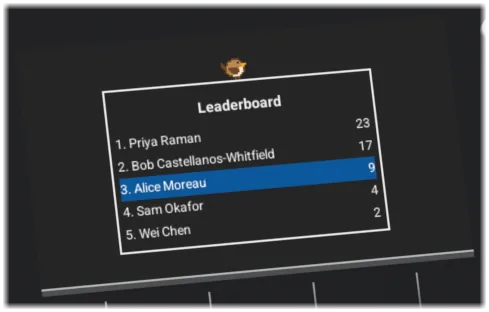 Leaderboard
1. Priya Raman 23
2. Bob Castellanos-Whitfield 17
3. Alice Moreau 9
4. Sam Okafor 4
5. Wei Chen 2